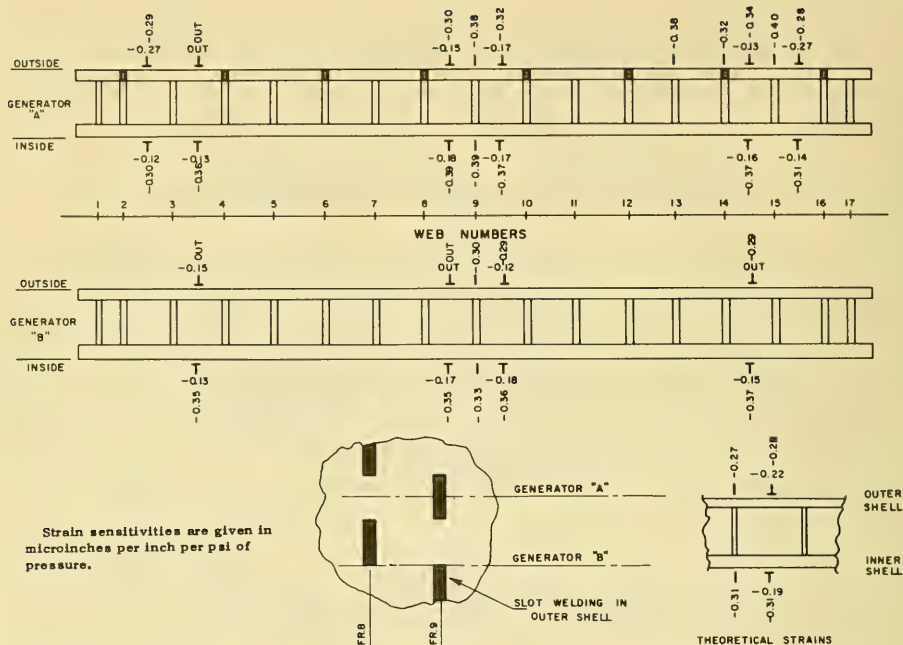 -0.29
-0.27
OUT
OUT
-0.30
-0.15
-0.38
-0.32
-0.17
-0.38
-0.32
-0.34
-0.13
-0.40
-0.28
-0.27
OUTSIDE
GENERATOR
"A"
INSIDE
-0.12
-0.30
-0.13
-0.36
-0.18
-0.38
-0.39
-0.17
-0.37
-0.16
-0.37
-0.14
-0.31
1 2 3 4 5 6 7 8 9 10 11 12 13 14 15 16 17
WEB NUMBERS
-0.15
OUT
OUT
OUT
-0.30
-0.29
-0.12
-0.29
OUT
OUTSIDE
GENERATOR
"B"
INSIDE
-0.13
-0.35
-0.17
-0.35
-0.33
-0.18
-0.36
-0.15
-0.37
Strain sensitivities are given in
microinches per inch per psi of
pressure.
GENERATOR "A"
GENERATOR "B"
SLOT WELDING IN
OUTER SHELL
FR.8
FR.9
-0.27
-0.28
-0.22
OUTER
SHELL
INNER
SHELL
-0.31
-0.19
-0.31
THEORETICAL STRAINS